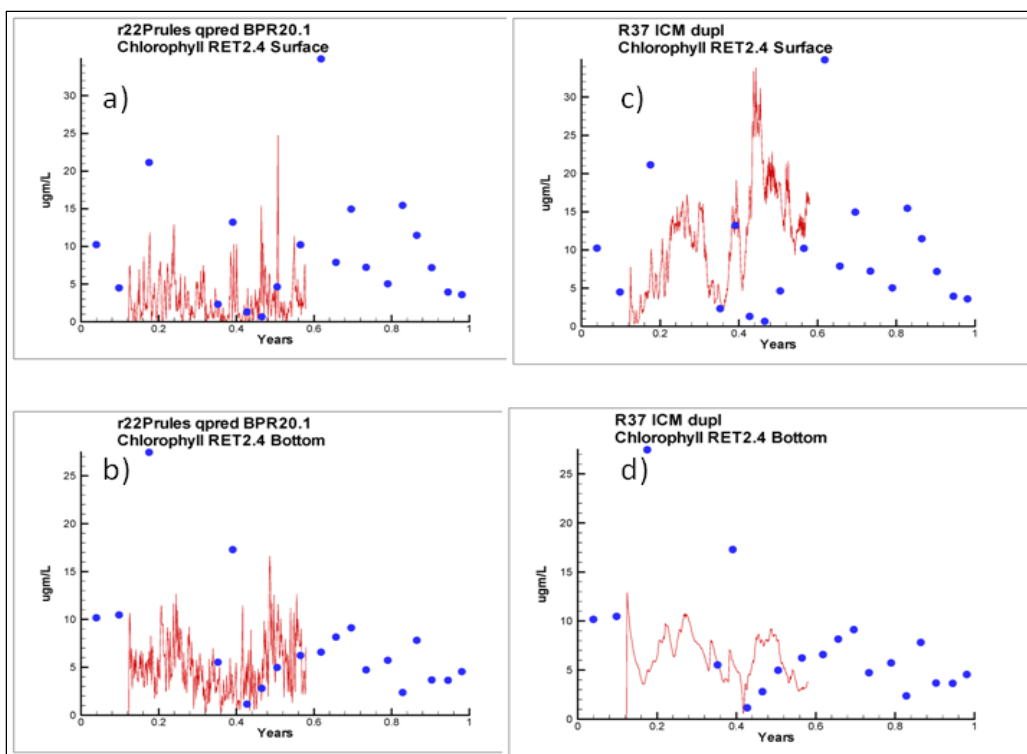 r22Prules qpred BPR20.1
Chlorophyll RET2.4 Surface
a)
ugm/L
30
25
20
15
10
5
0
0 0.2 0.4 0.6 0.8 1
Years
R37 ICM dupl
Chlorophyll RET2.4 Surface
c)
ugm/L
30
25
20
15
10
5
0
0 0.2 0.4 0.6 0.8 1
Years
r22Prules qpred BPR20.1
Chlorophyll RET2.4 Bottom
b)
ugm/L
25
20
15
10
5
0
0 0.2 0.4 0.6 0.8 1
Years
R37 ICM dupl
Chlorophyll RET2.4 Bottom
d)
ugm/L
25
20
15
10
5
0
0 0.2 0.4 0.6 0.8 1
Years